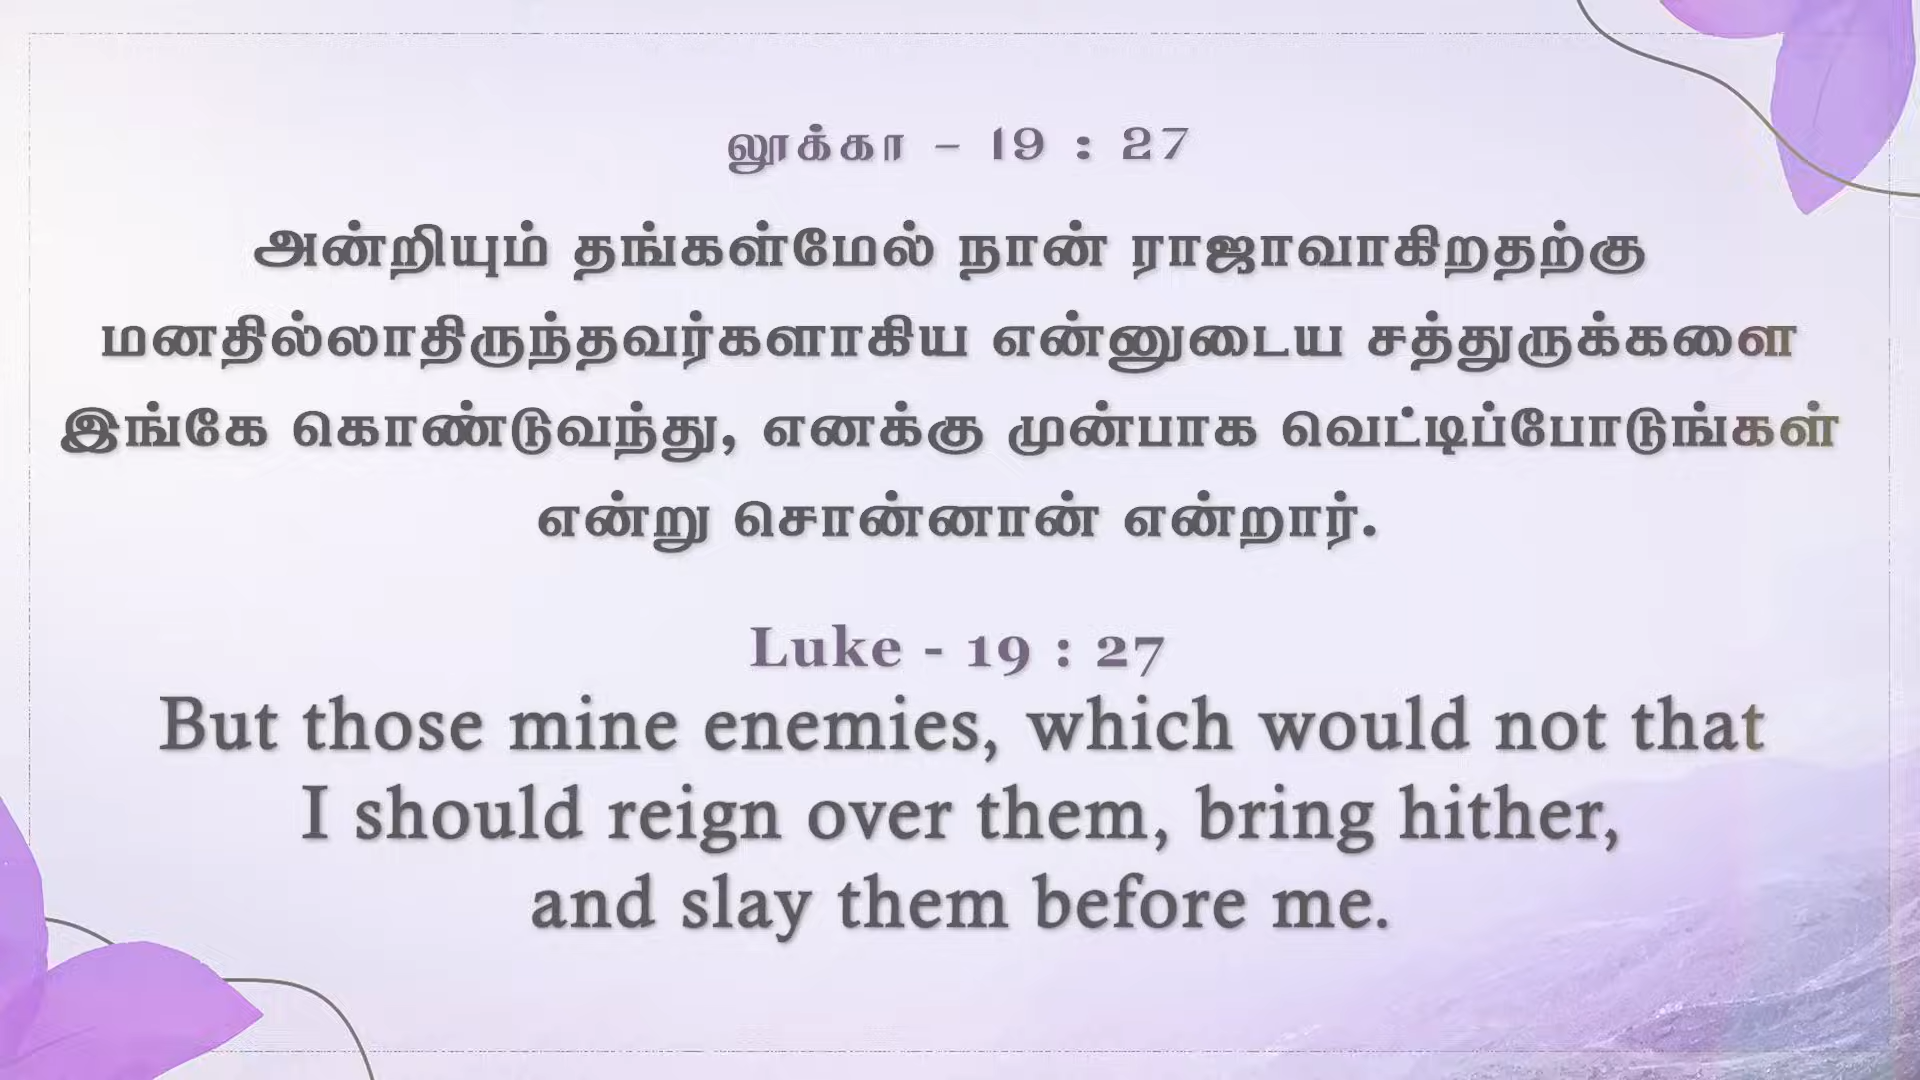 லூக்கா - 19 : 27
அன்றியும் தங்கள்மேல் நான் ராஜாவாகிறதற்கு
மனதில்லாதிருந்தவர்களாகிய என்னுடைய சத்துருக்களை
இங்கே கொண்டுவந்து, எனக்கு முன்பாக வெட்டிப்போடுங்கள்
என்று சொன்னான் என்றார்.
Luke - 19 : 27
But those mine enemies, which would not that
I should reign over them, bring hither,
and slay them before me.